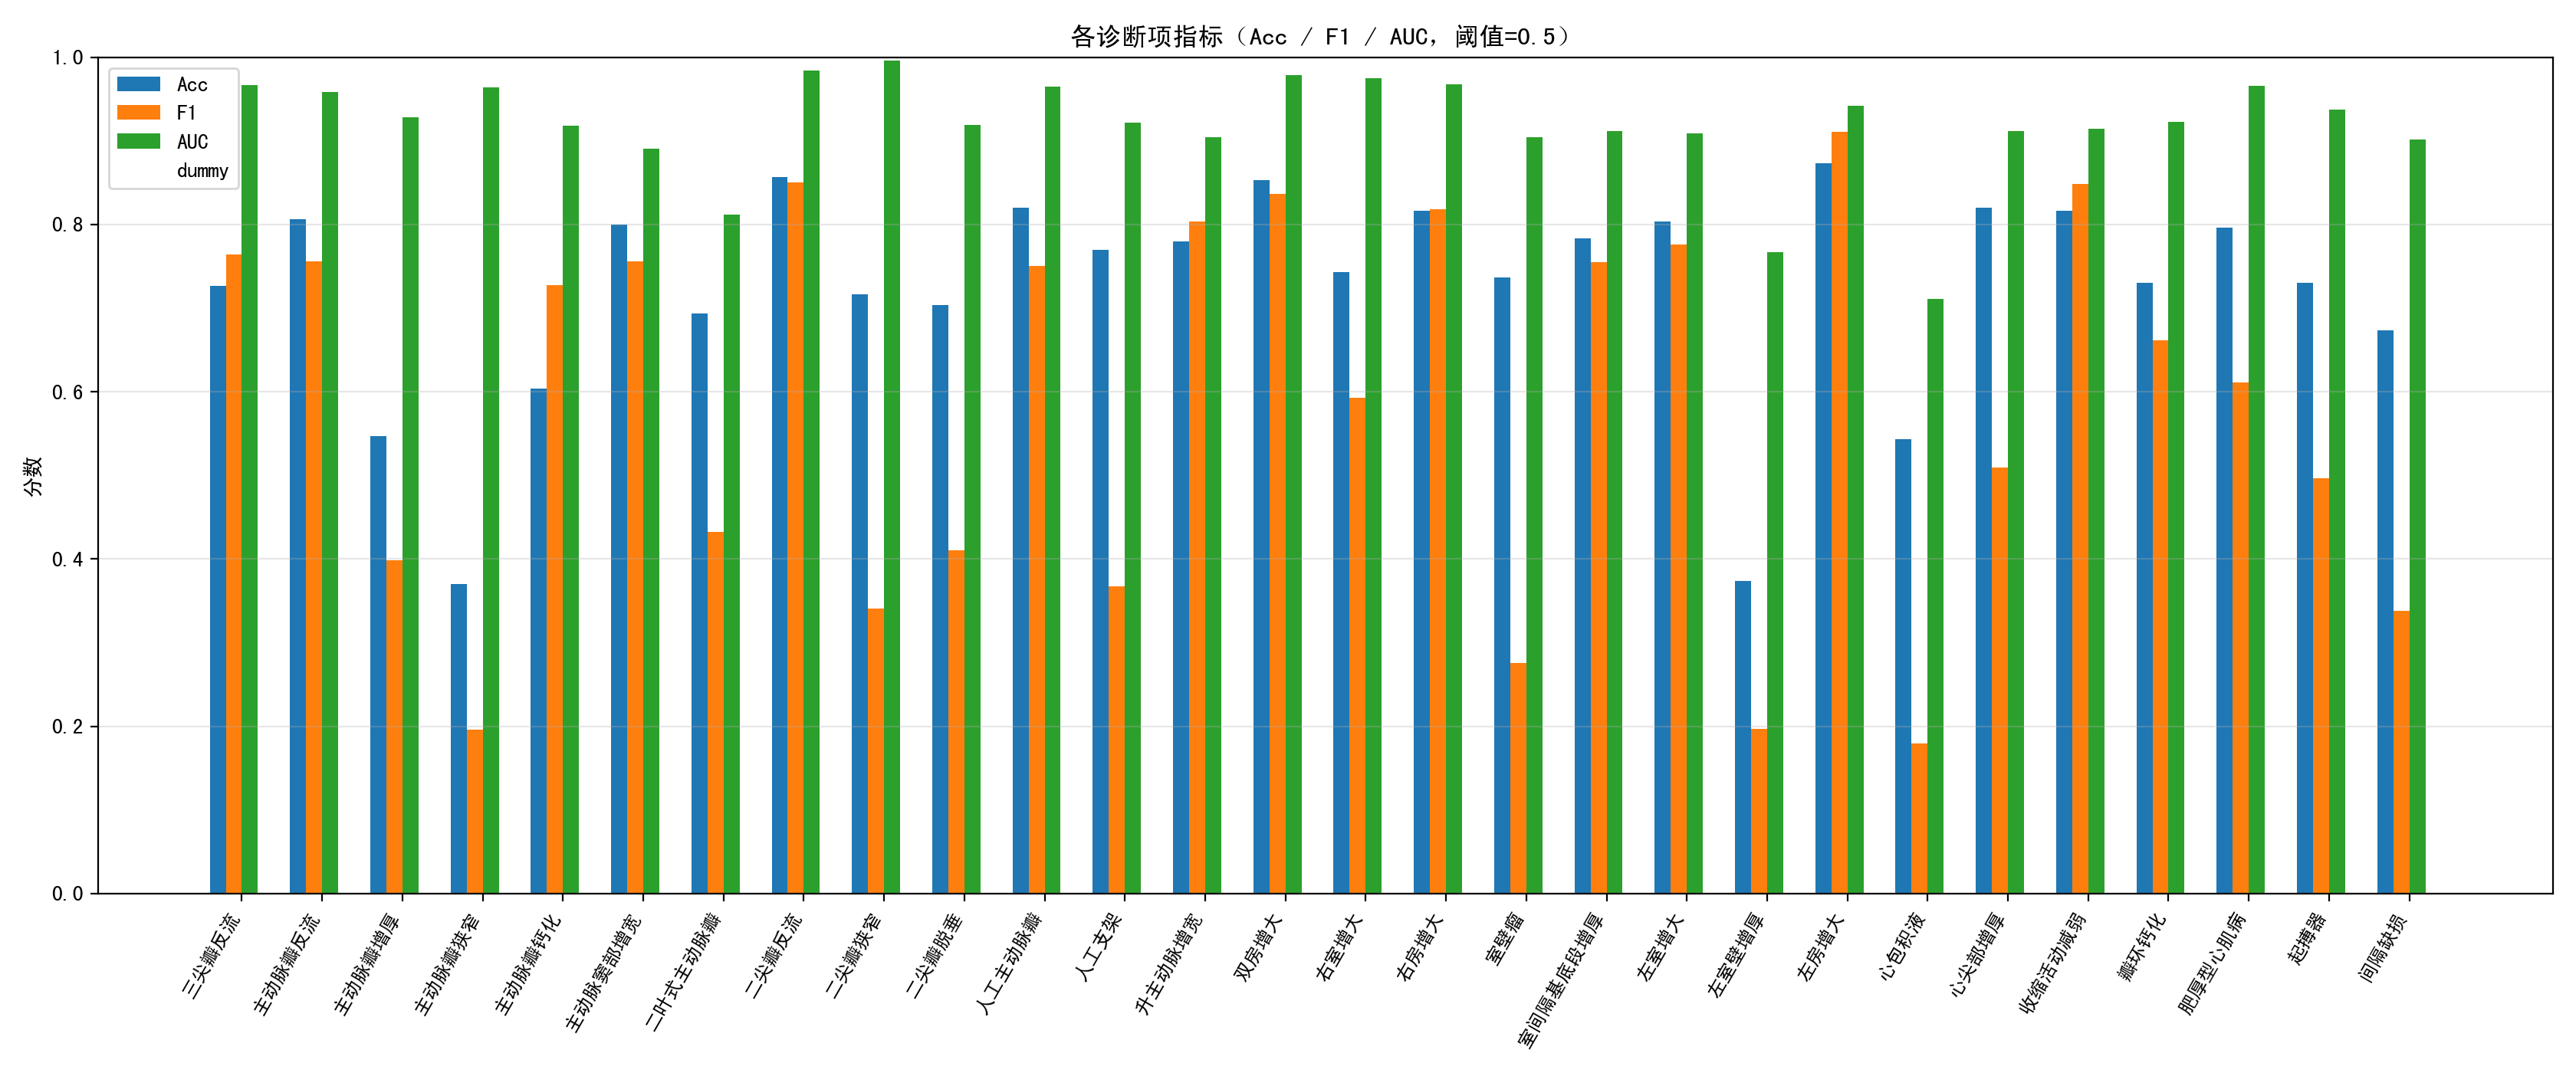 各诊断项指标（Acc / F1 / AUC, 阈值=0.5）
Acc
F1
AUC
dummy
分数
1.0
0.8
0.6
0.4
0.2
0.0
三尖瓣反流
主动脉瓣反流
主动脉瓣增厚
主动脉瓣狭窄
主动脉瓣钙化
主动脉窦部增宽
二叶式主动脉瓣
二尖瓣反流
二尖瓣狭窄
二尖瓣脱垂
人工主动脉瓣
人工支架
升主动脉增宽
双房增大
右室增大
右房增大
室壁瘤
室间隔基底段增厚
左室增大
左室壁增厚
左房增大
心包积液
心尖部增厚
收缩活动减弱
瓣环钙化
肥厚型心肌病
起搏器
间隔缺损